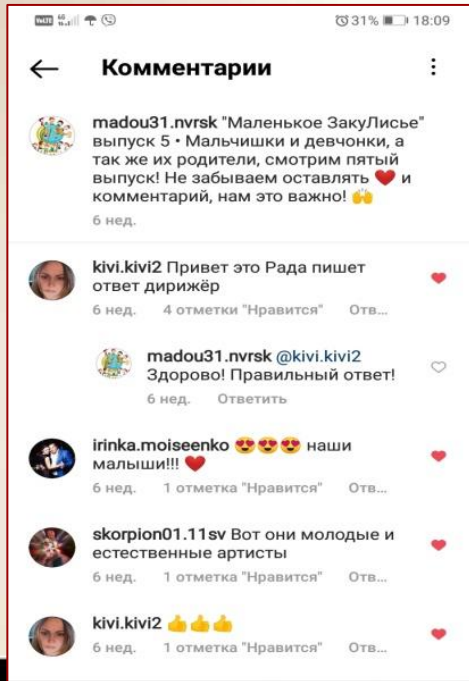 31% 18:09
Комментарии
madou31.nvrsk "Маленькое ЗакуЛисье"
выпуск 5 • Мальчишки и девчонки, а
так же их родители, смотрим пятый
выпуск! Не забываем оставлять ❤️ и
комментарий, нам это важно! 🙌
6 нед.
kivi.kivi2 Привет это Рада пишет
ответ дирижёр
6 нед. 4 отметки "Нравится" Отв...
madou31.nvrsk @kivi.kivi2
Здорово! Правильный ответ!
6 нед. Ответить
irinka.moiseenko 😍😍😍 наши
малыши!!! ❤️
6 нед. 1 отметка "Нравится" Отв...
skorpion01.11sv Вот они молодые и
естественные артисты
6 нед. 1 отметка "Нравится" Отв...
kivi.kivi2 👍👍👍
6 нед. 1 отметка "Нравится" Отв...